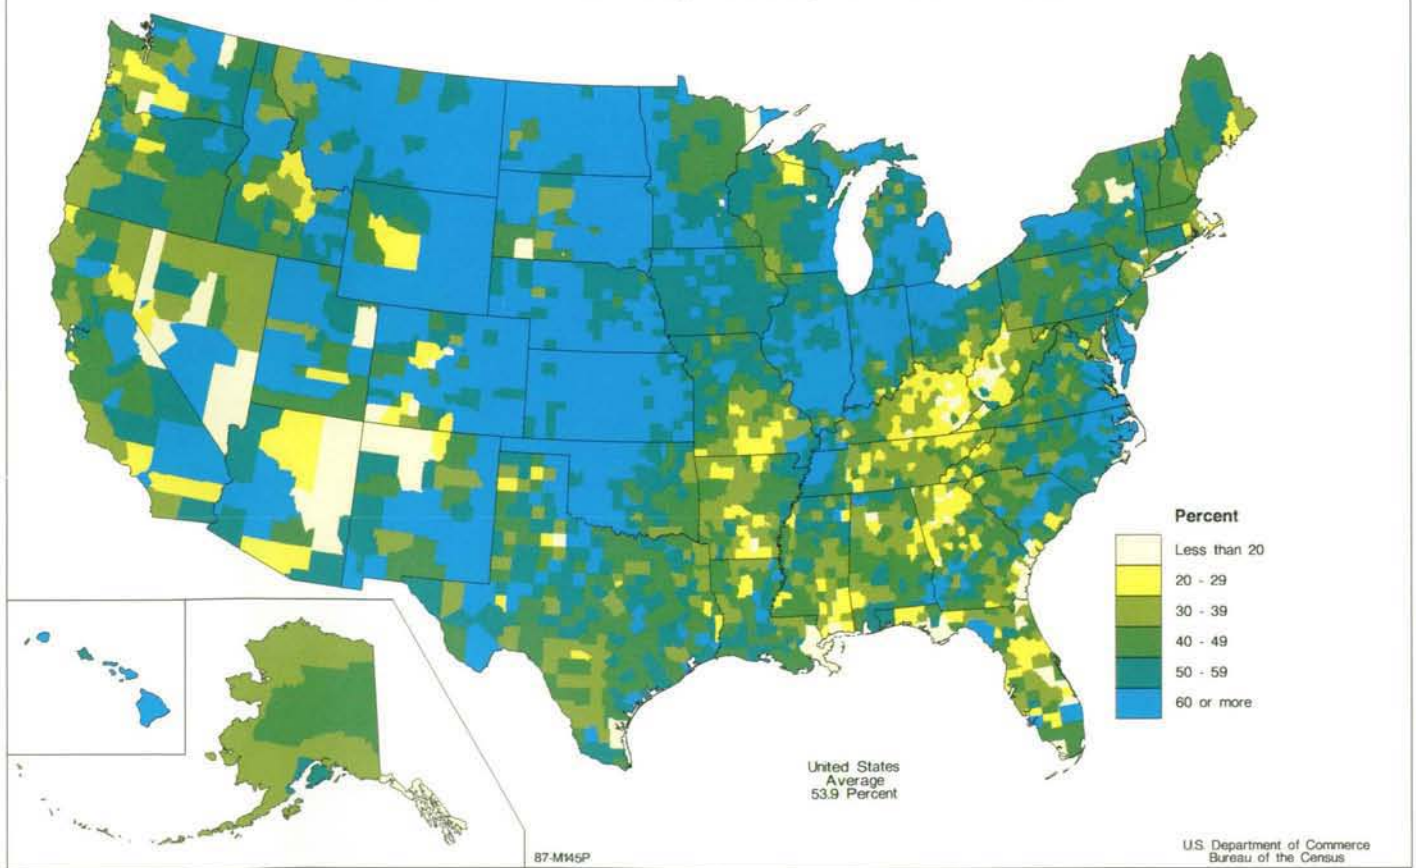 Percent
Less than 20
20 - 29
30 - 39
40 - 49
50 - 59
60 or more
United States
Average
53.9 Percent
87-M145P
U.S. Department of Commerce
Bureau of the Census